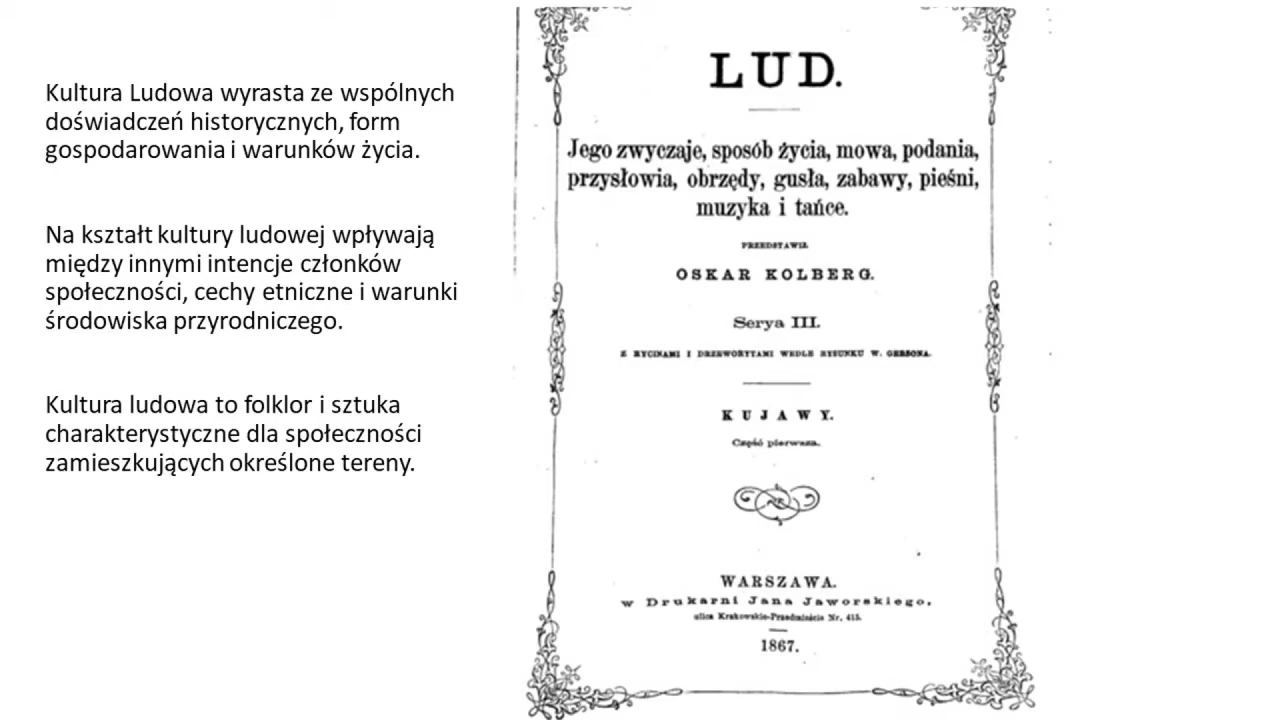 Kultura Ludowa wyrasta ze wspólnych
doświadczeń historycznych, form
gospodarowania i warunków życia.
Na kształt kultury ludowej wpływają
między innymi intencje członków
społeczności, cechy etniczne i warunki
środowiska przyrodniczego.
Kultura ludowa to folklor i sztuka
charakterystyczne dla społeczności
zamieszkujących określone tereny.
LUD.
Jego zwyczaje, sposób życia, mowa, podania,
przysłowia, obrzędy, gusła, zabawy, pieśni,
muzyka i tańce.
PRZEDSTAWIŁ
OSKAR KOLBERG.
Serya III.
Z RYCINAMI I DRZEWORYTAMI WEDLE RYSUNKU W. GERSONA.
KUJAWY.
Część pierwsza.
WARSZAWA.
w Drukarni Jana Jaworskiego,
ulica Krakowskie-Przedmieście Nr. 415.
1867.